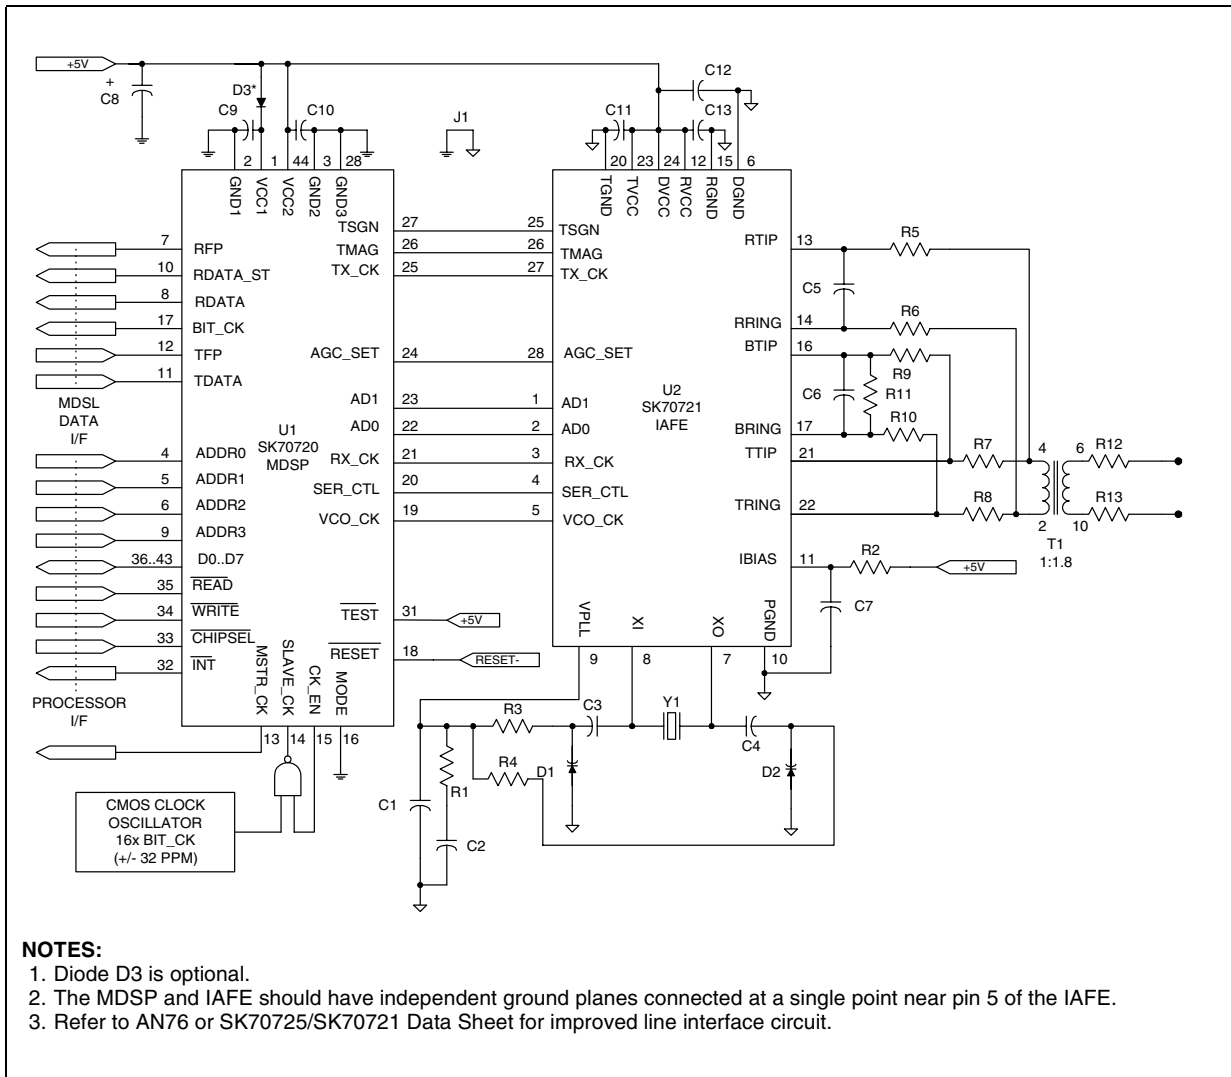 +5V
+
C8
D3*
C9
C10
J1
C12
C11
C13
2 1 44 3 28
20 23 24 12 15 6
GND1 VCC1 VCC2 GND2 GND3
TGND TVCC DVCC RVCC RGND DGND
7 RFP
10 RDATA_ST
8 RDATA
17 BIT_CK
12 TFP
11 TDATA
MDSL
DATA
I/F
4 ADDR0
5 ADDR1
6 ADDR2
9 ADDR3
36..43 D0..D7
35 READ
34 WRITE
33 CHIPSEL
32 INT
PROCESSOR
I/F
U1
SK70720
MDSP
TSGN 27
TMAG 26
TX_CK 25
AGC_SET 24
AD1 23
AD0 22
RX_CK 21
SER_CTL 20
VCO_CK 19
TEST 31 +5V
RESET 18 RESET-
MSTR_CK SLAVE_CK CK_EN MODE
13 14 15 16
CMOS CLOCK
OSCILLATOR
16x BIT_CK
(+/- 32 PPM)
25 TSGN
26 TMAG
27 TX_CK
28 AGC_SET
1 AD1
2 AD0
3 RX_CK
4 SER_CTL
5 VCO_CK
U2
SK70721
IAFE
RTIP 13
RRING 14
BTIP 16
BRING 17
TTIP 21
TRING 22
IBIAS 11
VPLL XI XO PGND
9 8 7 10
R5
C5
R6
R9
C6
R11
R10
R7
R8
4 6 R12
2 10 R13
T1
1:1.8
R2
+5V
C7
R3
C3
Y1
C4
R4
D1
D2
R1
C1
C2
NOTES:
1. Diode D3 is optional.
2. The MDSP and IAFE should have independent ground planes connected at a single point near pin 5 of the IAFE.
3. Refer to AN76 or SK70725/SK70721 Data Sheet for improved line interface circuit.